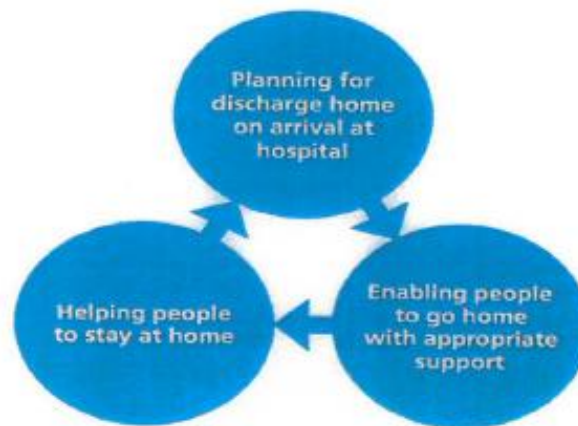 Planning for
discharge home
on arrival at
hospital
Enabling people
to go home
with appropriate
support
Helping people
to stay at home